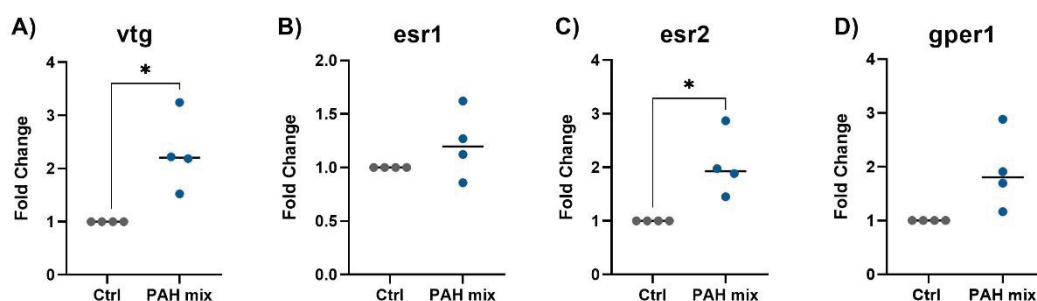 A) vtg
*
Fold Change
4
3
2
1
0
Ctrl PAH mix
B) esr1
Fold Change
2.0
1.5
1.0
0.5
0.0
Ctrl PAH mix
C) esr2
*
Fold Change
4
3
2
1
0
Ctrl PAH mix
D) gper1
Fold Change
4
3
2
1
0
Ctrl PAH mix